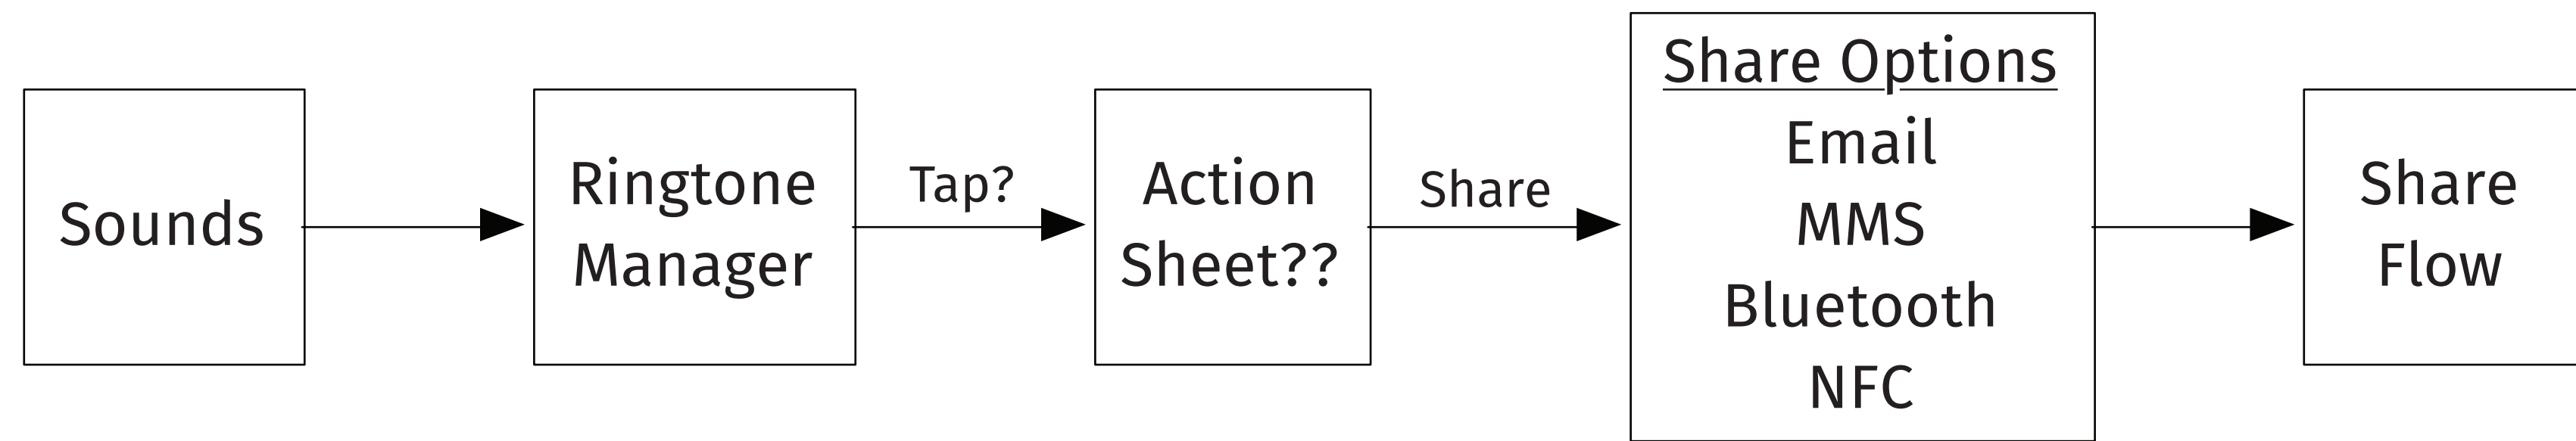 Sounds
Ringtone
Manager
Tap?
Action
Sheet??
Share
Share Options
Email
MMS
Bluetooth
NFC
Share
Flow